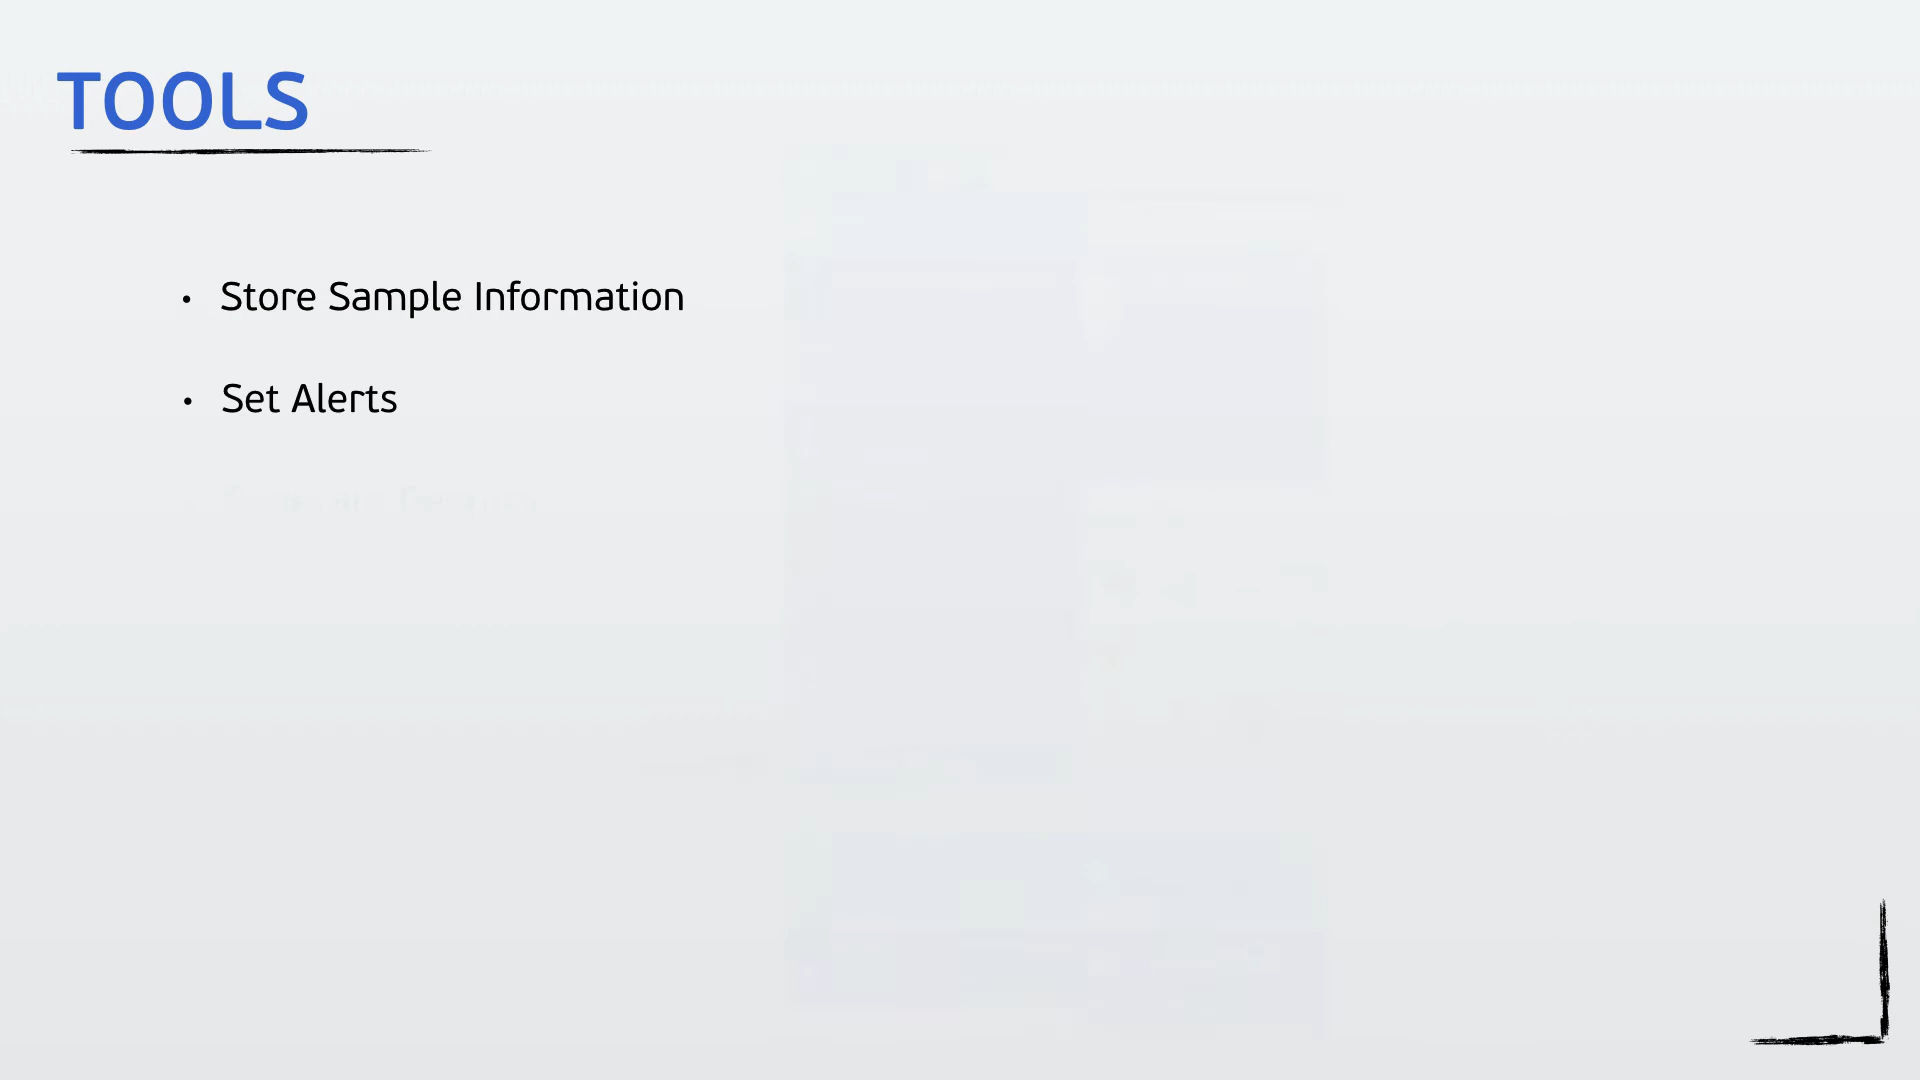 TOOLS
• Store Sample Information
• Set Alerts